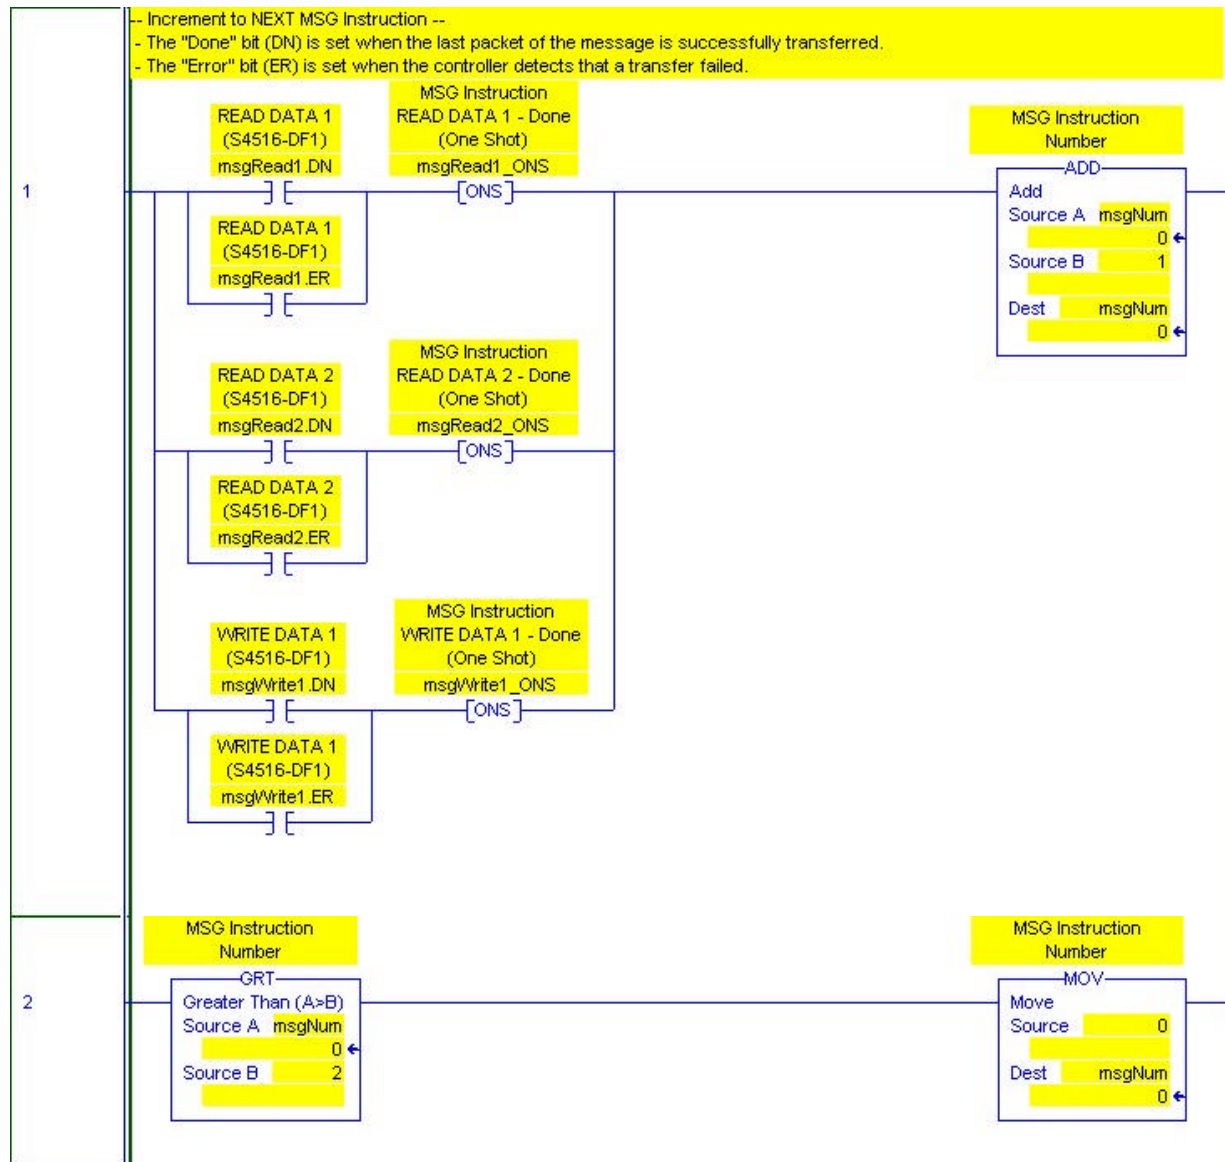 -- Increment to NEXT MSG Instruction --
- The "Done" bit (DN) is set when the last packet of the message is successfully transferred.
- The "Error" bit (ER) is set when the controller detects that a transfer failed.
1
READ DATA 1
(S4516-DF1)
msgRead1.DN
MSG Instruction
READ DATA 1 - Done
(One Shot)
msgRead1_ONS
ONS
READ DATA 1
(S4516-DF1)
msgRead1.ER
MSG Instruction
Number
ADD
Add
Source A msgNum
0
Source B 1
Dest msgNum
0
READ DATA 2
(S4516-DF1)
msgRead2.DN
MSG Instruction
READ DATA 2 - Done
(One Shot)
msgRead2_ONS
ONS
READ DATA 2
(S4516-DF1)
msgRead2.ER
WRITE DATA 1
(S4516-DF1)
msgWrite1.DN
MSG Instruction
WRITE DATA 1 - Done
(One Shot)
msgWrite1_ONS
ONS
WRITE DATA 1
(S4516-DF1)
msgWrite1.ER
2
MSG Instruction
Number
GRT
Greater Than (A>B)
Source A msgNum
0
Source B 2
MSG Instruction
Number
MOV
Move
Source 0
Dest msgNum
0